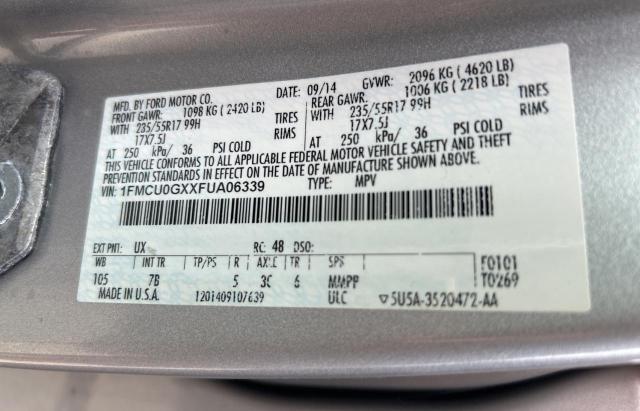 MFD. BY FORD MOTOR CO.
DATE: 09/14
GVWR: 2096 KG ( 4620 LB)
FRONT GAWR: 1098 KG ( 2420 LB)
REAR GAWR: 1006 KG ( 2218 LB)
WITH 235/55R17 99H TIRES
WITH 235/55R17 99H TIRES
17X7.5J RIMS
17X7.5J RIMS
AT 250 kPa/ 36 PSI COLD
AT 250 kPa/ 36 PSI COLD
THIS VEHICLE CONFORMS TO ALL APPLICABLE FEDERAL MOTOR VEHICLE SAFETY AND THEFT
PREVENTION STANDARDS IN EFFECT ON THE DATE OF MANUFACTURE SHOWN ABOVE.
VIN: 1FMCU0GXXFUA06339
TYPE: MPV
EXT PNT: UX RC: 48 DSO:
WB INT TR TP/PS R AXLE TR SPR F0101
105 7B 5 3C 6 MMPP T0269
MADE IN U.S.A. 1201409107639 ULC ▽5U5A-3520472-AA